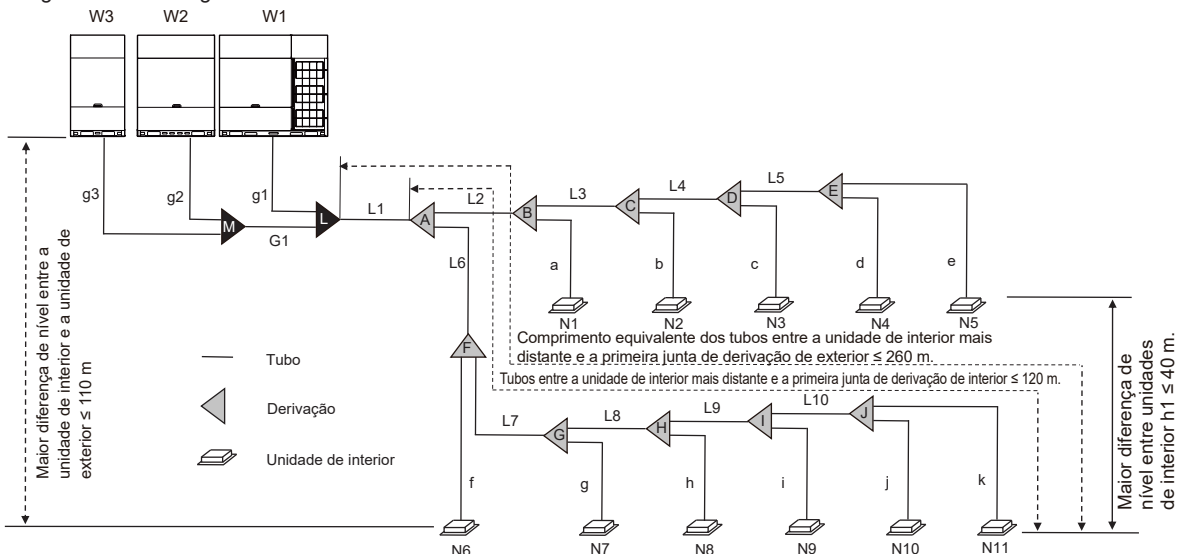 W3 W2 W1
g3 g2 g1
M L
G1
L1 A L2 B L3 C L4 D L5 E
L6
a b c d e
N1 N2 N3 N4 N5
Maior diferença de nível entre a
unidade de interior e a unidade de
exterior ≤ 110 m
Comprimento equivalente dos tubos entre a unidade de interior mais
distante e a primeira junta de derivação de exterior ≤ 260 m.
Tubos entre a unidade de interior mais distante e a primeira junta de derivação de interior ≤ 120 m.
Tubo
Derivação
Unidade de interior
F
L7 G L8 H L9 I L10 J
f g h i j k
N6 N7 N8 N9 N10 N11
Maior diferença de
nível entre unidades
de interior h1 ≤ 40 m.